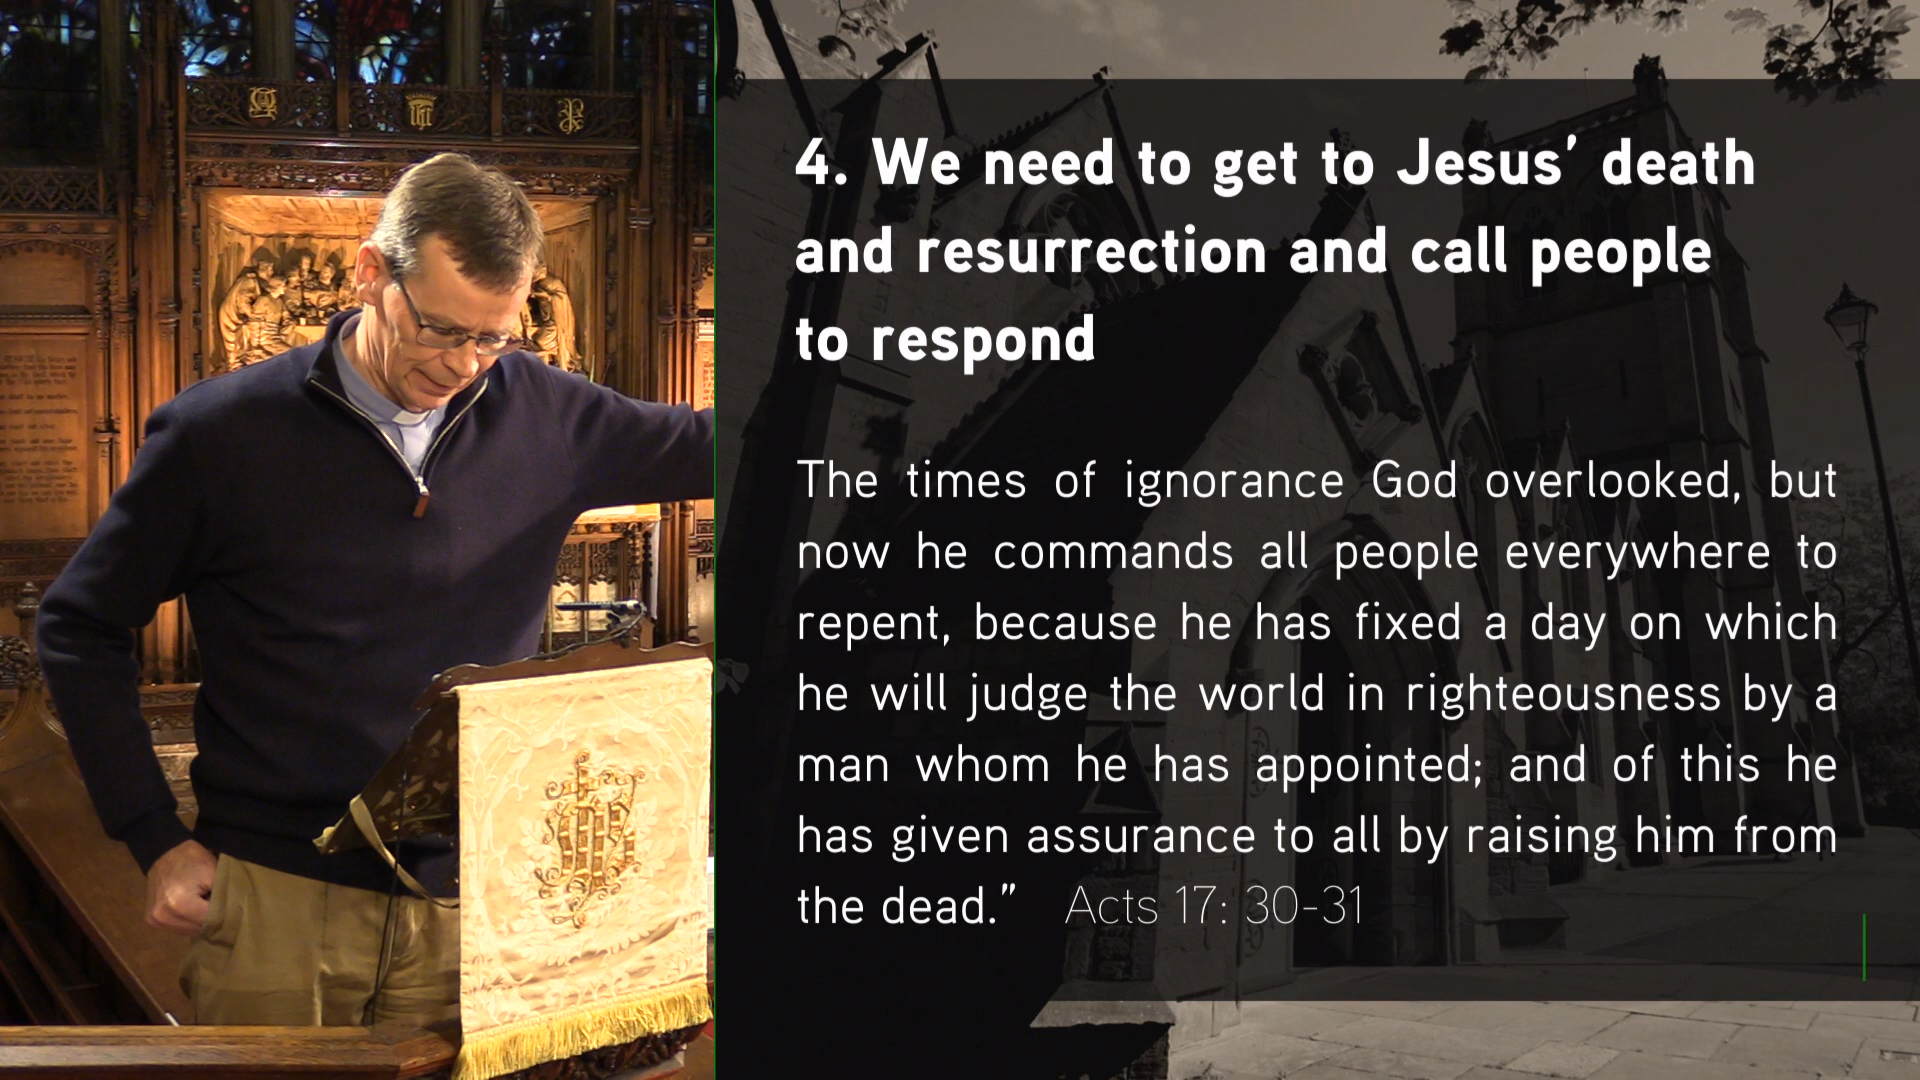 4. We need to get to Jesus’ death
and resurrection and call people
to respond
The times of ignorance God overlooked, but
now he commands all people everywhere to
repent, because he has fixed a day on which
he will judge the world in righteousness by a
man whom he has appointed; and of this he
has given assurance to all by raising him from
the dead.” Acts 17: 30-31